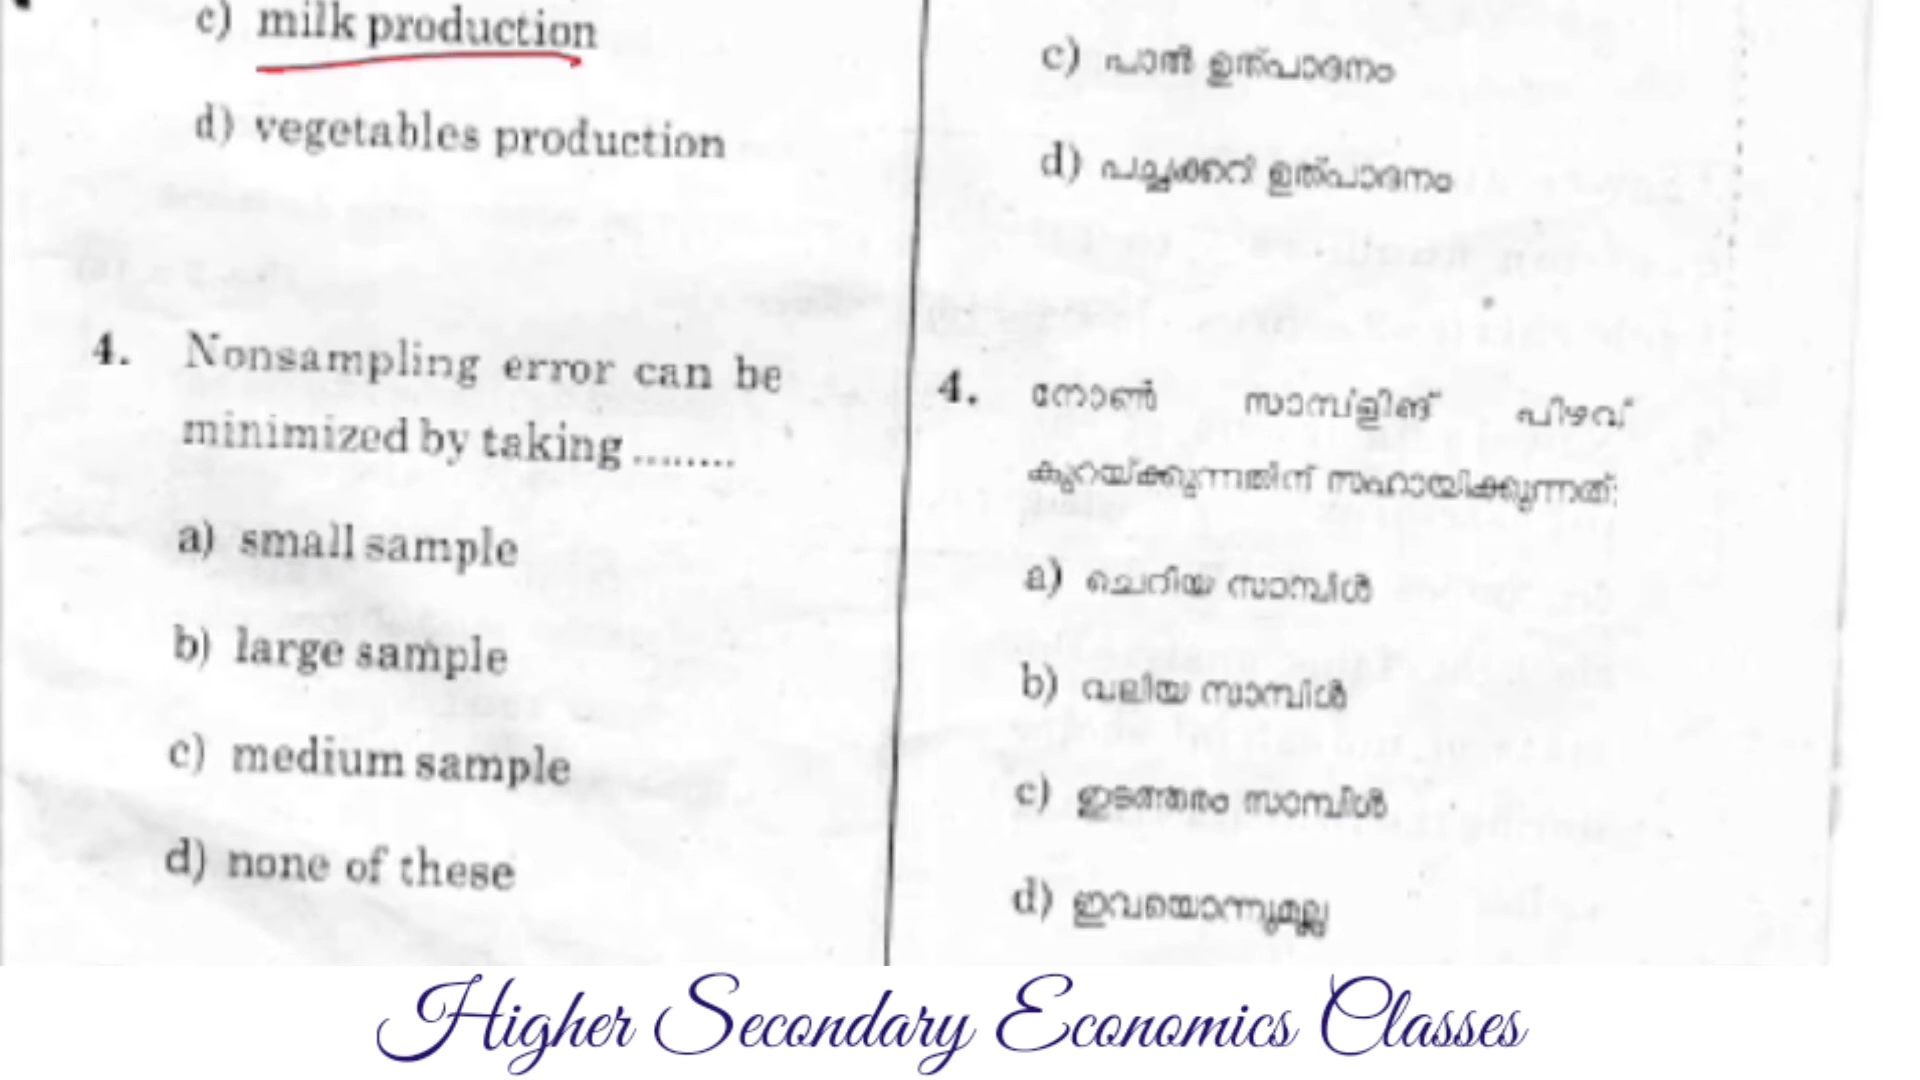 c) milk production
d) vegetables production
4. Nonsampling error can be
minimized by taking ........
a) small sample
b) large sample
c) medium sample
d) none of these
c) പാൽ ഉത്പാദനം
d) പച്ചക്കറി ഉത്പാദനം
4. നോൺ സാമ്പ്ളിങ് പിഴവ്
കുറയ്ക്കുന്നതിന് സഹായിക്കുന്നത്:
a) ചെറിയ സാമ്പിൾ
b) വലിയ സാമ്പിൾ
c) ഇടത്തരം സാമ്പിൾ
d) ഇവയൊന്നുമല്ല
Higher Secondary Economics Classes